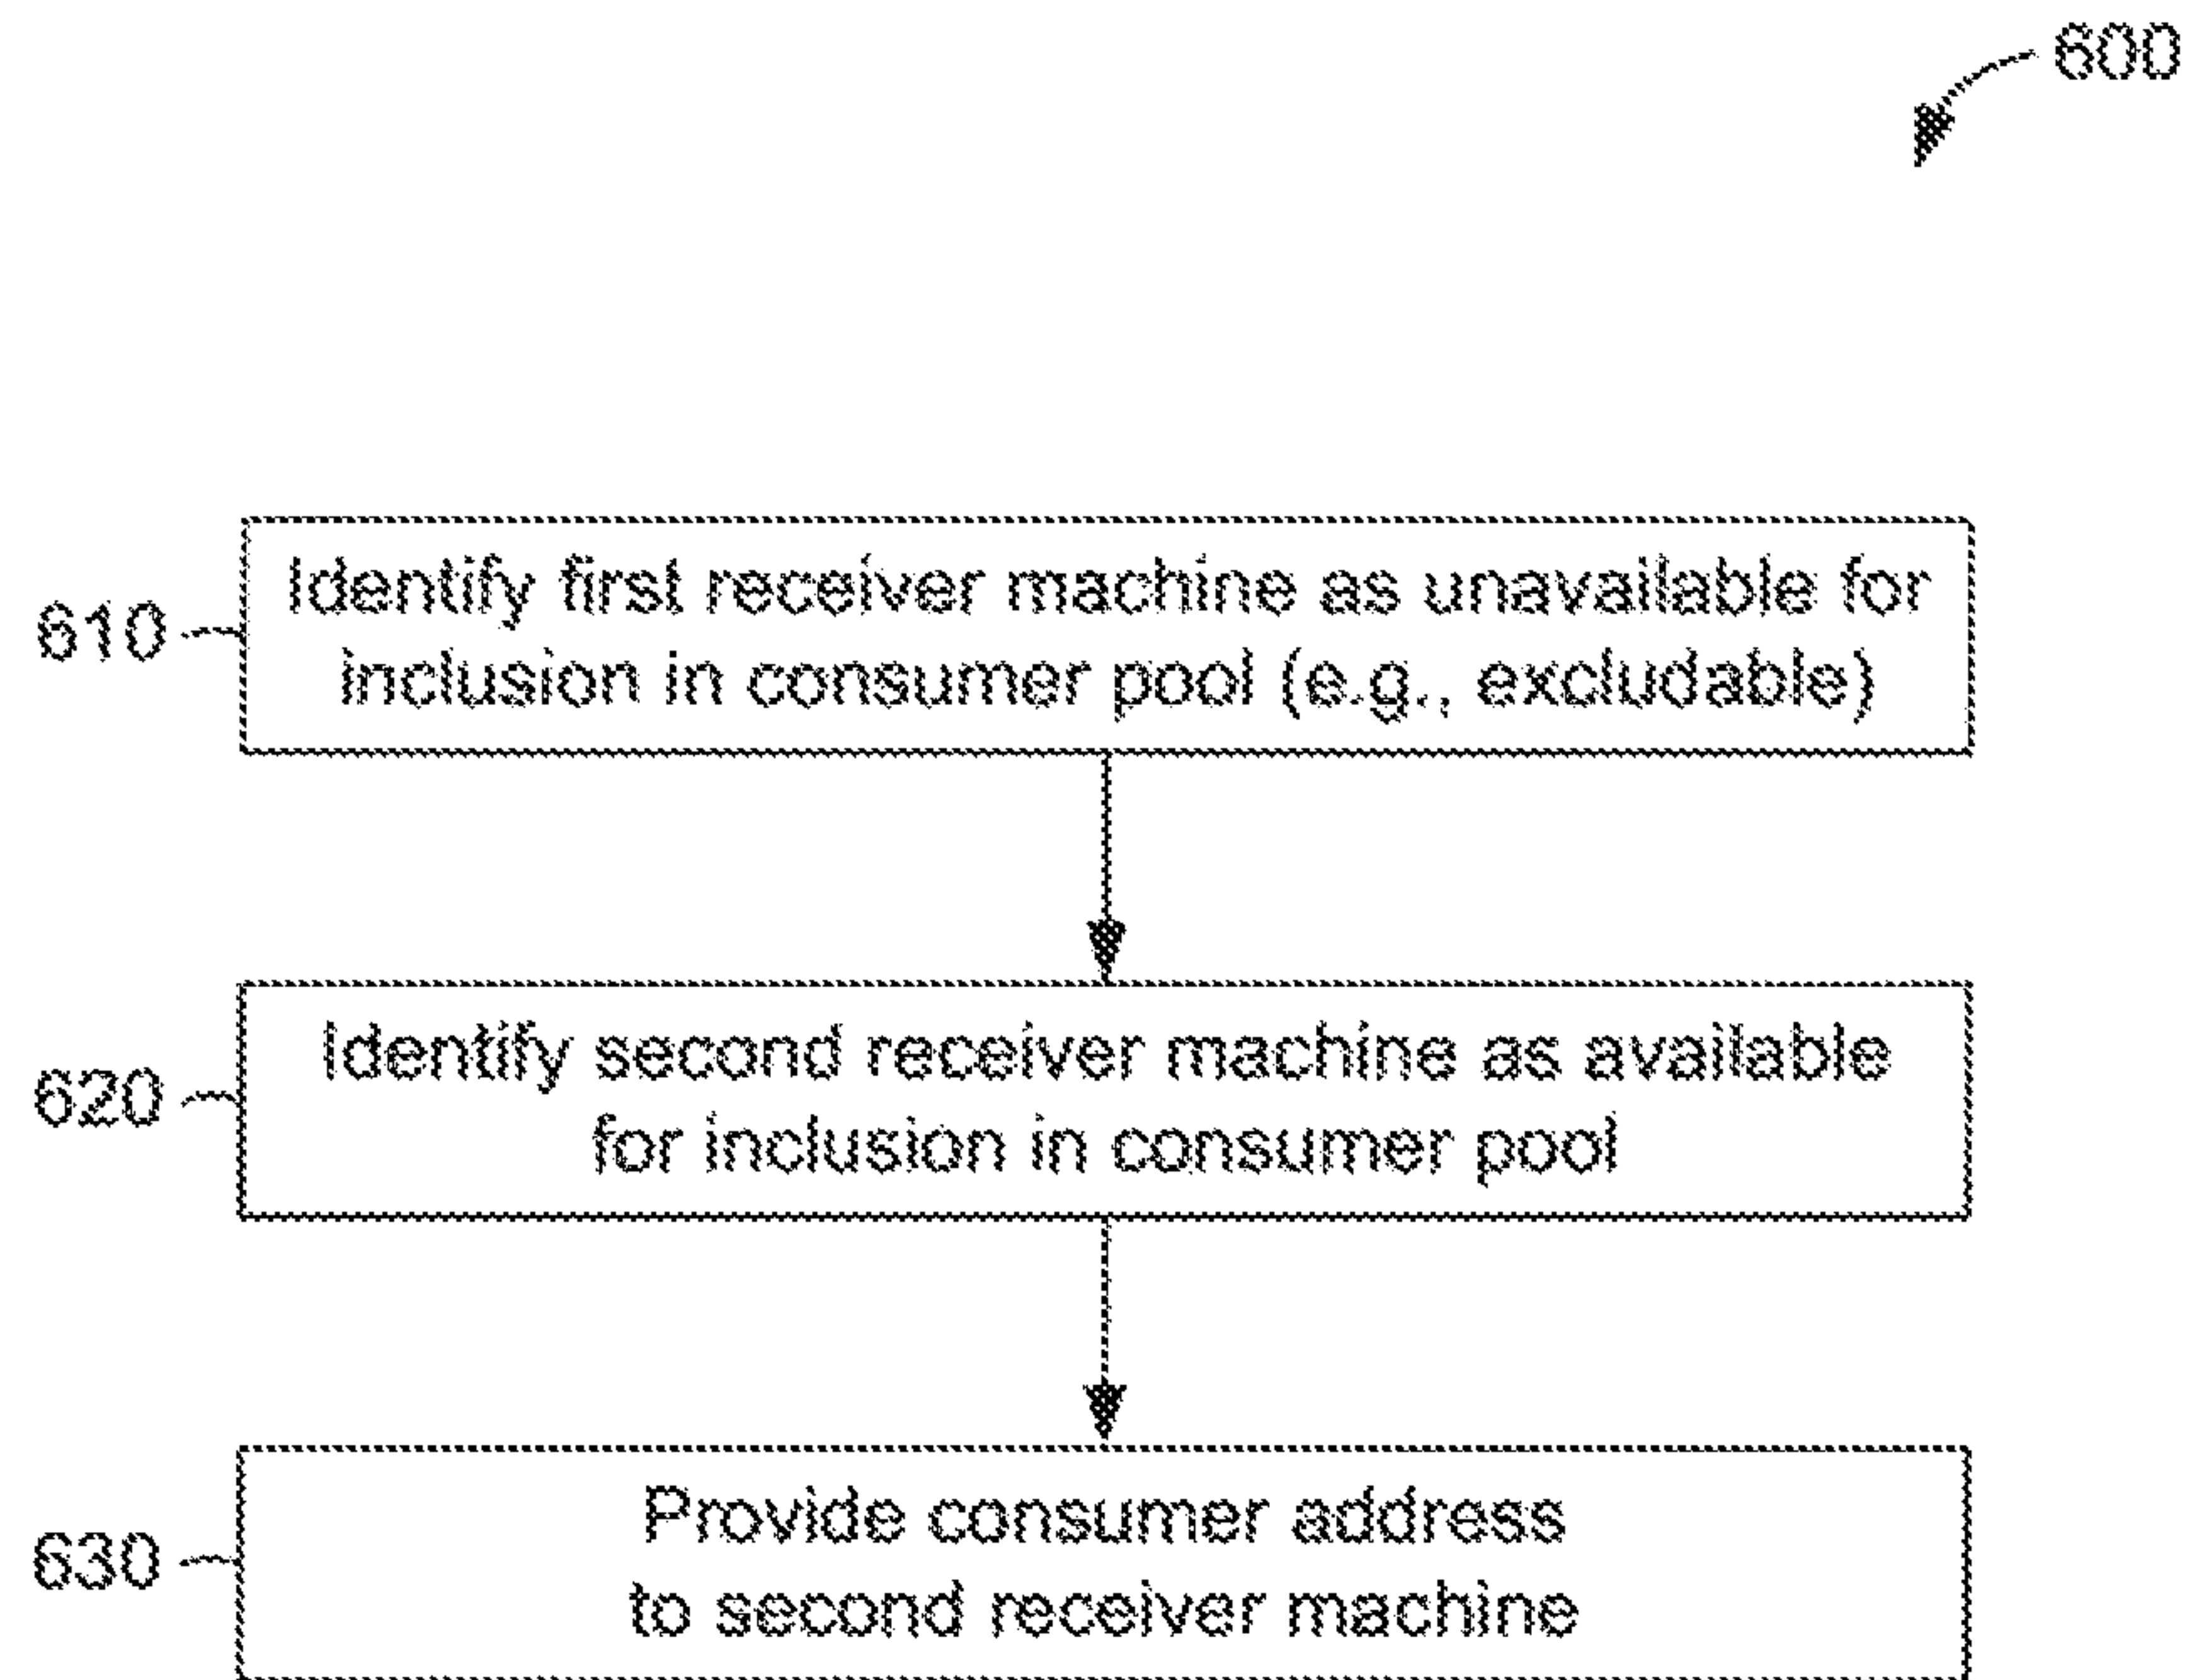 600
610
Identify first receiver machine as unavailable for
inclusion in consumer pool (e.g., excludable)
620
Identify second receiver machine as available
for inclusion in consumer pool
630
Provide consumer address
to second receiver machine